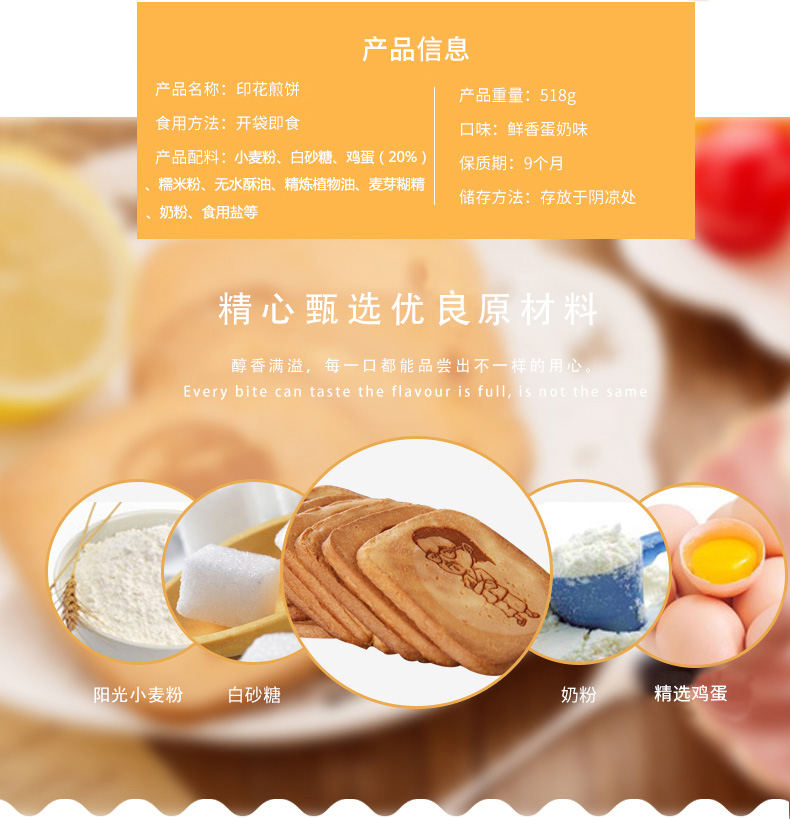 产品信息
产品名称：印花煎饼
食用方法：开袋即食
产品配料：小麦粉、白砂糖、鸡蛋（20%）
、糯米粉、无水酥油、精炼植物油、麦芽糊精
、奶粉、食用盐等
产品重量：518g
口味：鲜香蛋奶味
保质期：9个月
储存方法：存放于阴凉处
精心甄选优良原材料
醇香满溢，每一口都能品尝出不一样的用心。
Every bite can taste the flavour is full, is not the same
阳光小麦粉
白砂糖
奶粉
精选鸡蛋